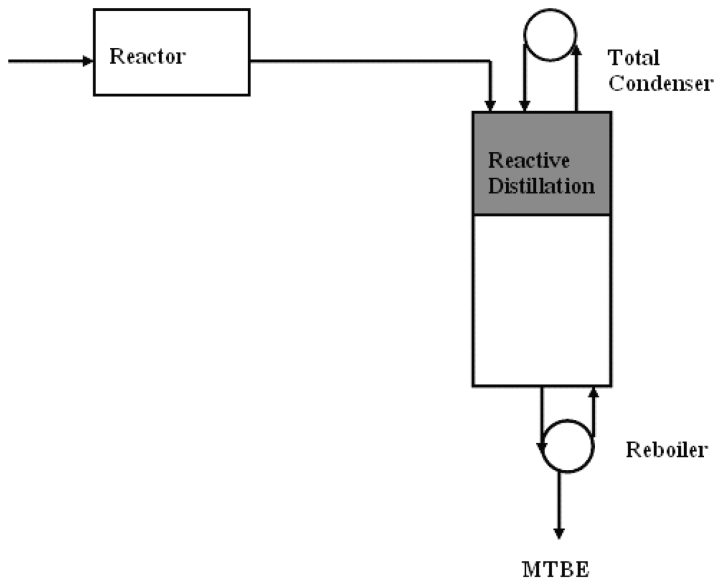 Reactor
Total
Condenser
Reactive
Distillation
Reboiler
MTBE